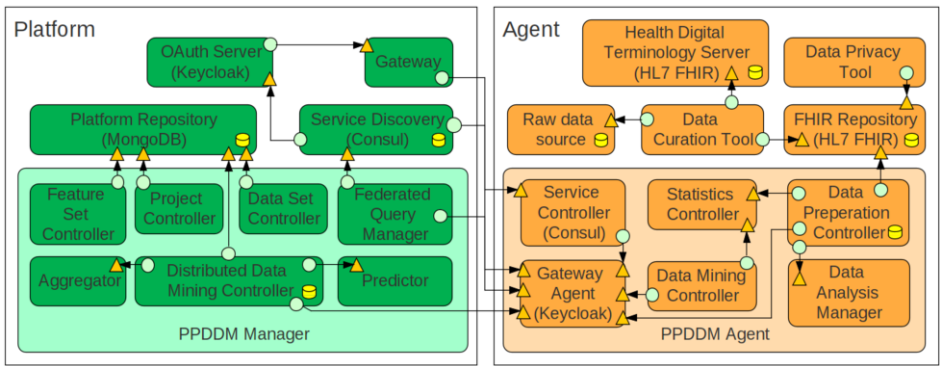 Platform
OAuth Server
(Keycloak)
Gateway
Platform Repository
(MongoDB)
Service Discovery
(Consul)
Feature
Set
Controller
Project
Controller
Data Set
Controller
Federated
Query
Manager
Aggregator
Distributed Data
Mining Controller
Predictor
PPDDM Manager
Agent
Health Digital
Terminology Server
(HL7 FHIR)
Data Privacy
Tool
Raw data
source
Data
Curation Tool
FHIR Repository
(HL7 FHIR)
Service
Controller
(Consul)
Statistics
Controller
Data
Preperation
Controller
Gateway
Agent
(Keycloak)
Data Mining
Controller
Data
Analysis
Manager
PPDDM Agent